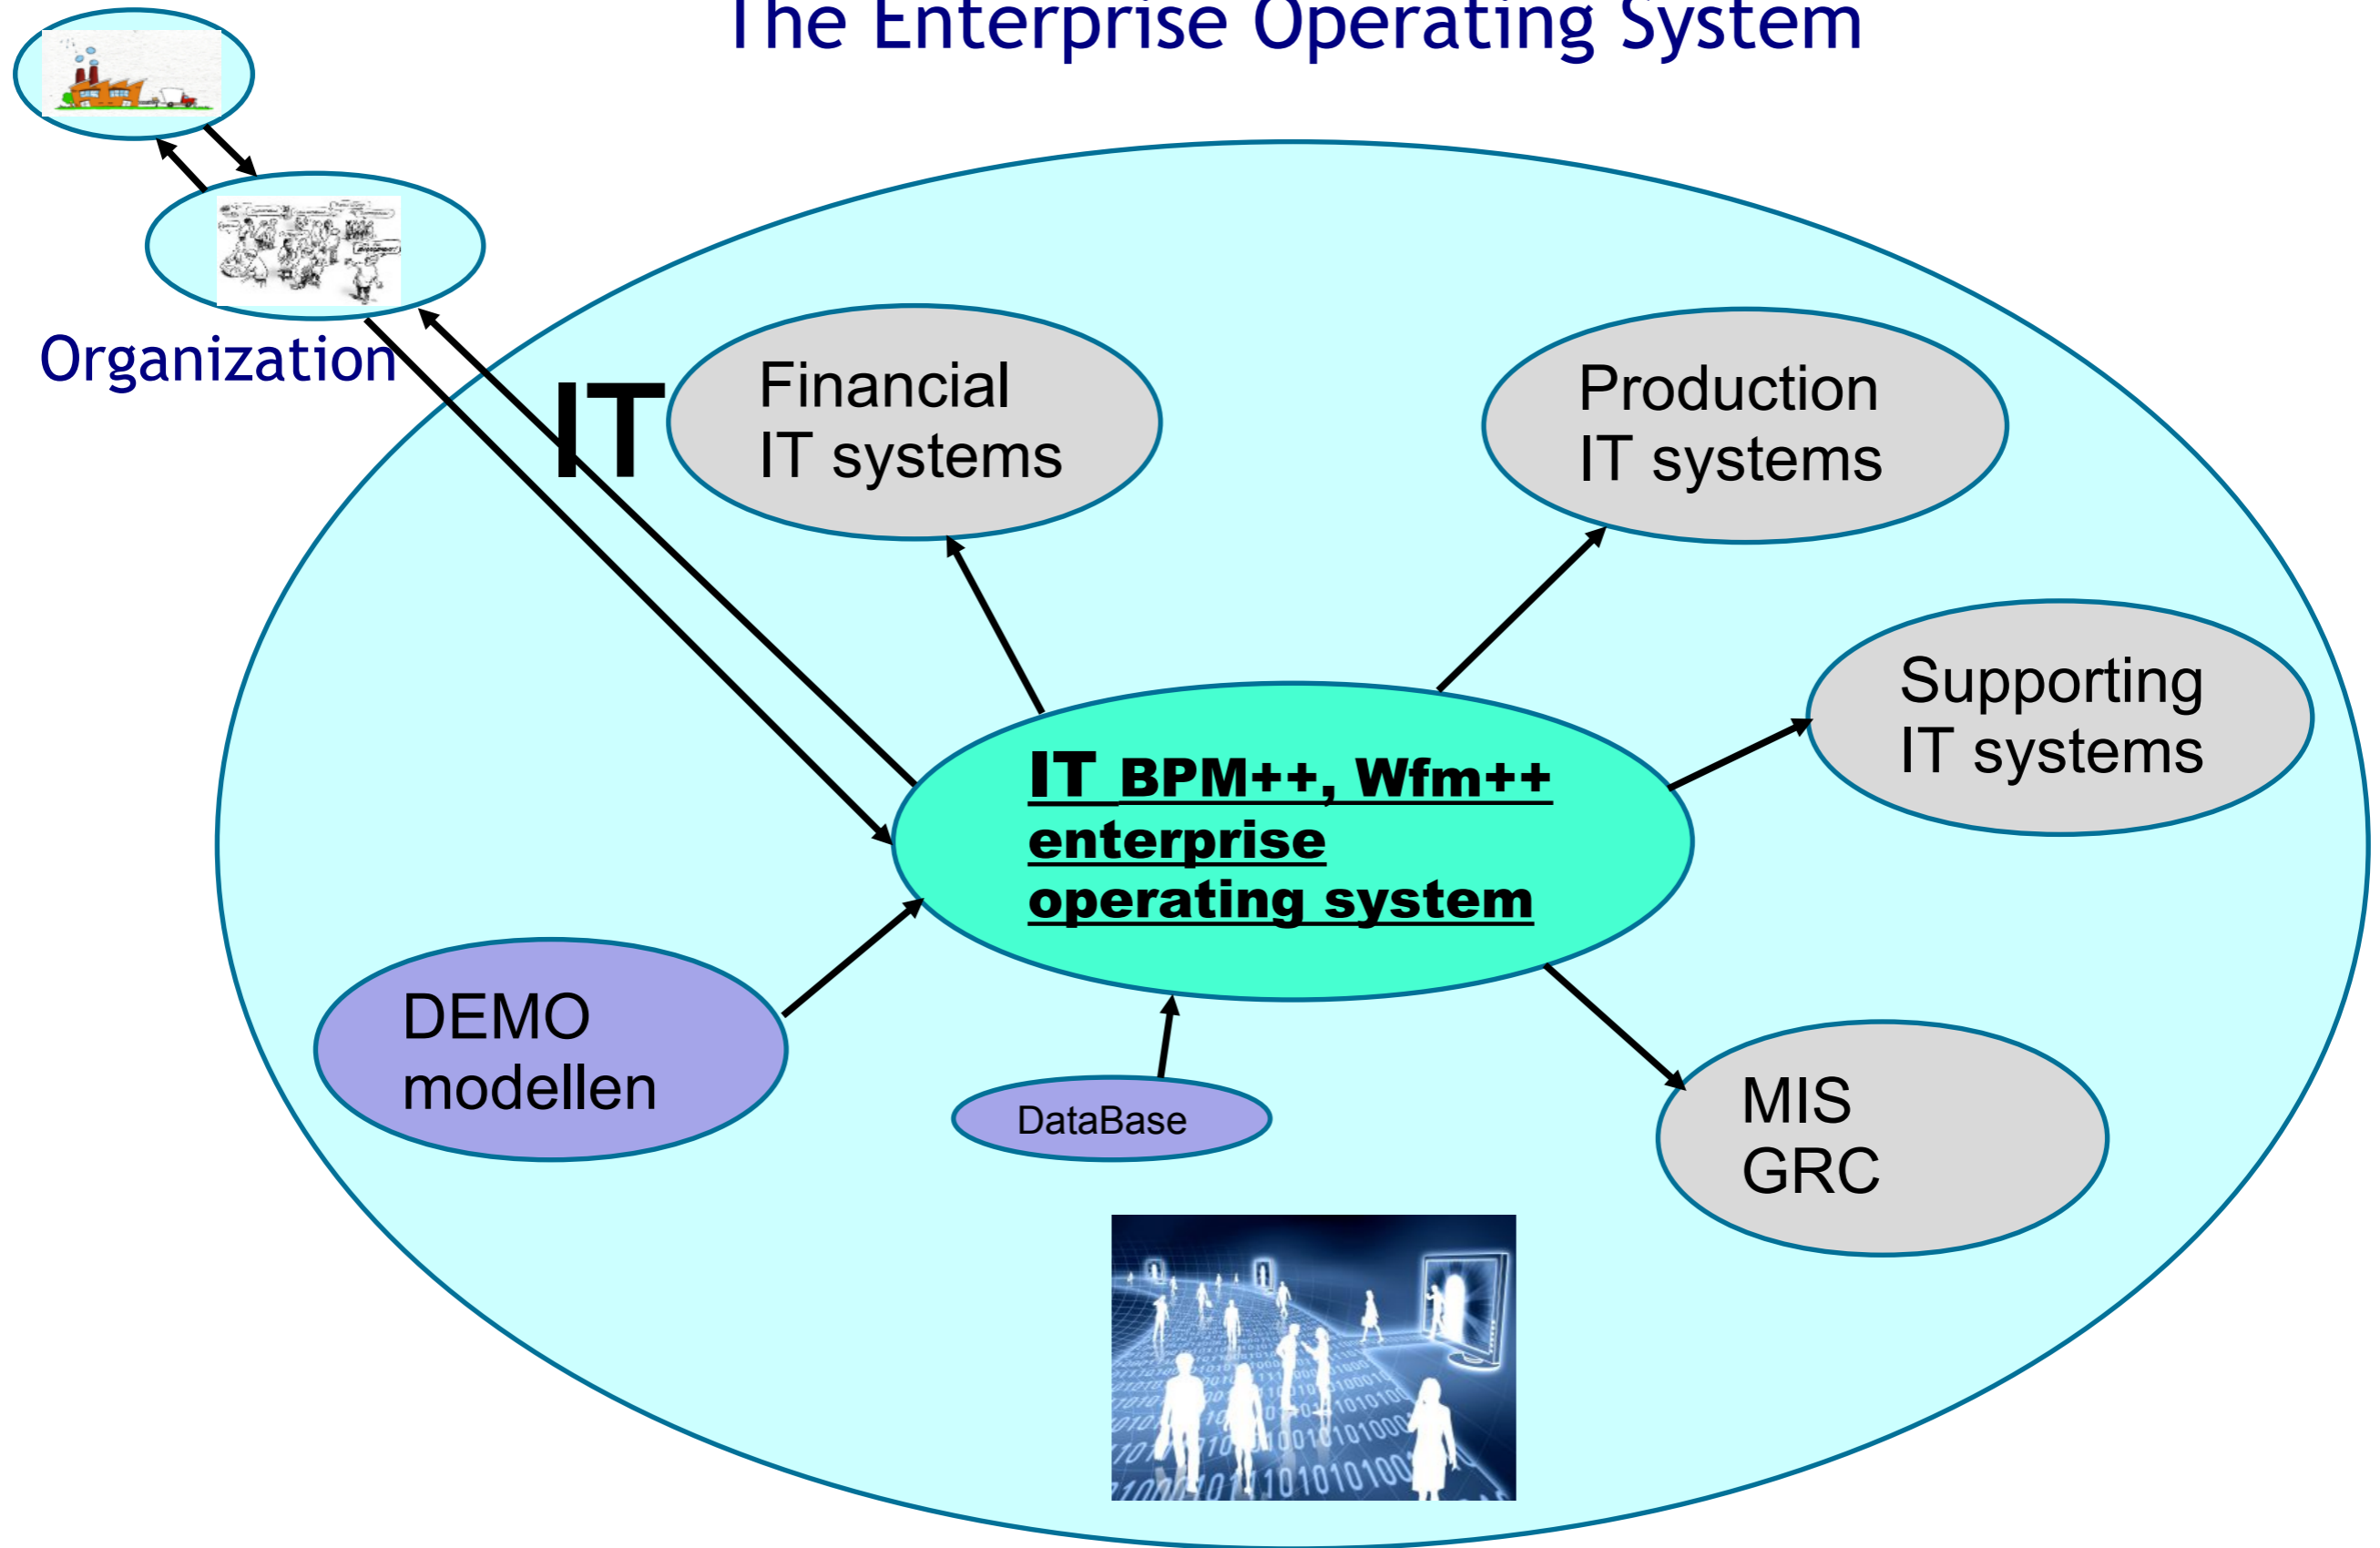 The Enterprise Operating System
Organization
IT
Financial
IT systems
Production
IT systems
Supporting
IT systems
IT BPM++, Wfm++
enterprise
operating system
DEMO
modellen
DataBase
MIS
GRC